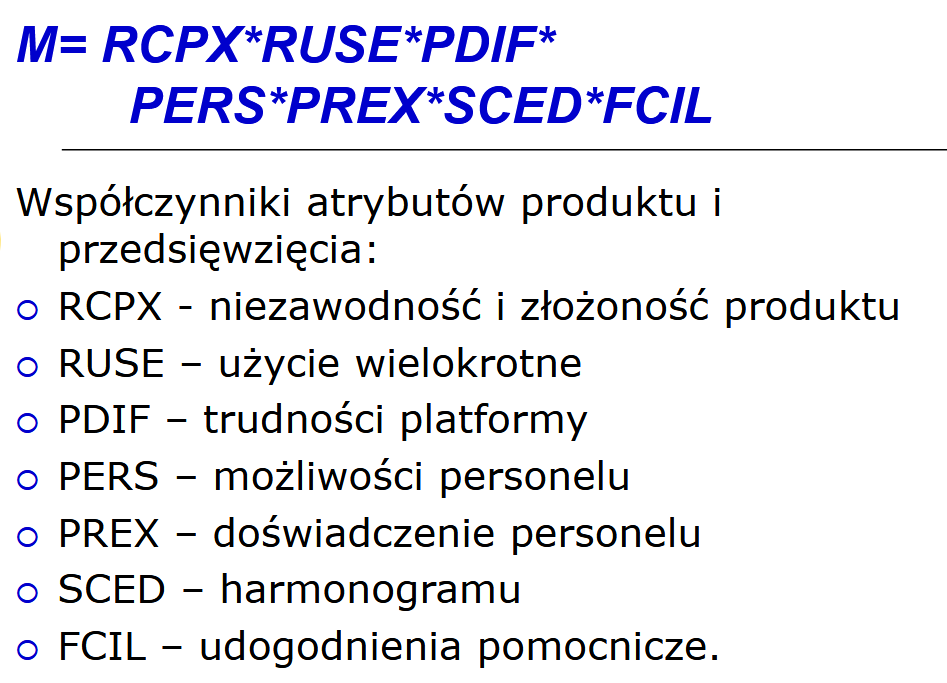 M= RCPX*RUSE*PDIF*
PERS*PREX*SCED*FCIL
Współczynniki atrybutów produktu i
przedsięwzięcia:
RCPX - niezawodność i złożoność produktu
RUSE – użycie wielokrotne
PDIF – trudności platformy
PERS – możliwości personelu
PREX – doświadczenie personelu
SCED – harmonogramu
FCIL – udogodnienia pomocnicze.